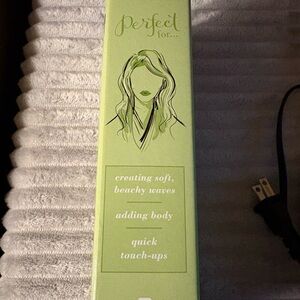 Perfect
for...
creating soft,
beachy waves
adding body
quick
touch-ups